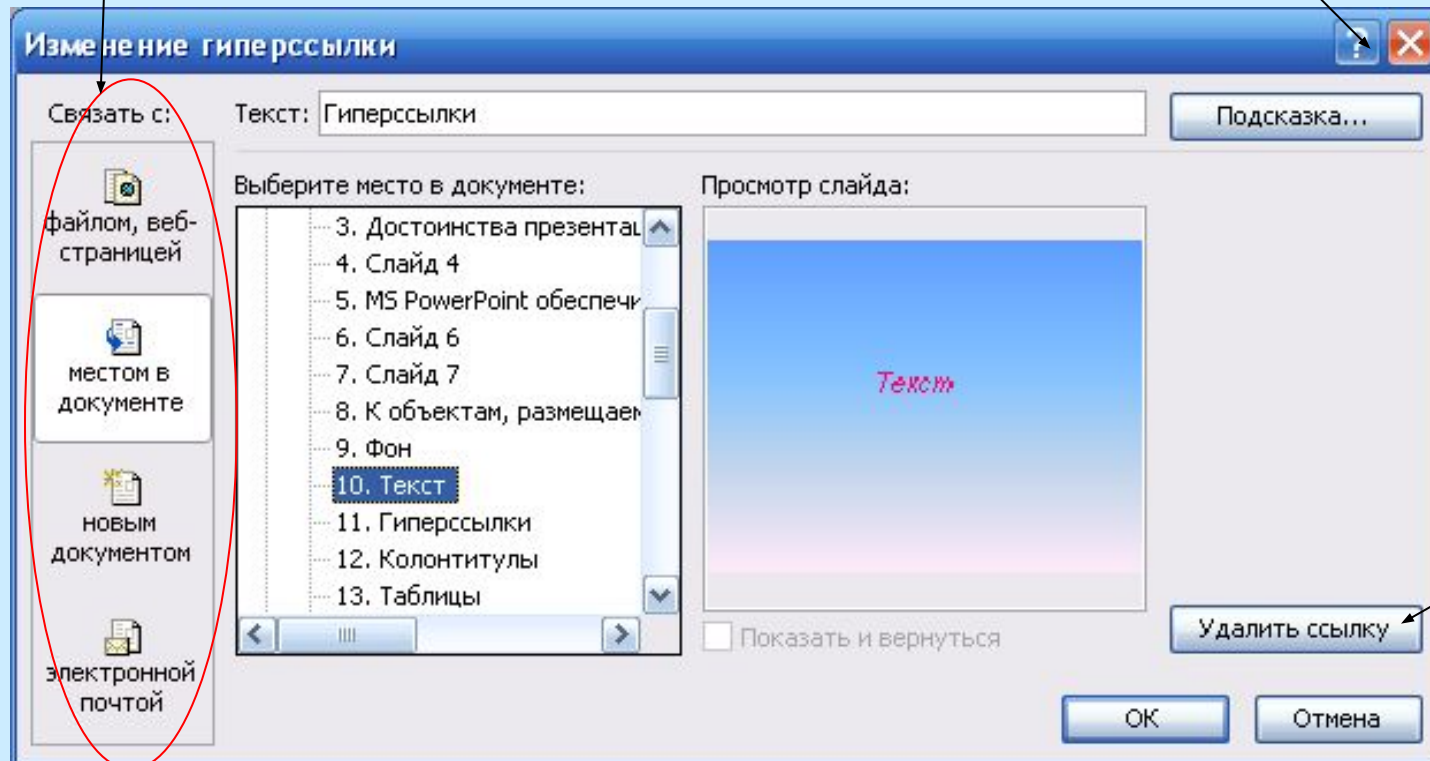 Изменение гиперссылки
Связать с:
Текст: Гиперссылки
Подсказка...
файлом, веб-
страницей
местом в
документе
новым
документом
электронной
почтой
Выберите место в документе:
3. Достоинства презентац
4. Слайд 4
5. MS PowerPoint обеспечи
6. Слайд 6
7. Слайд 7
8. К объектам, размещаем
9. Фон
10. Текст
11. Гиперссылки
12. Колонтитулы
13. Таблицы
Просмотр слайда:
Текст
Показать и вернуться
Удалить ссылку
ОК
Отмена